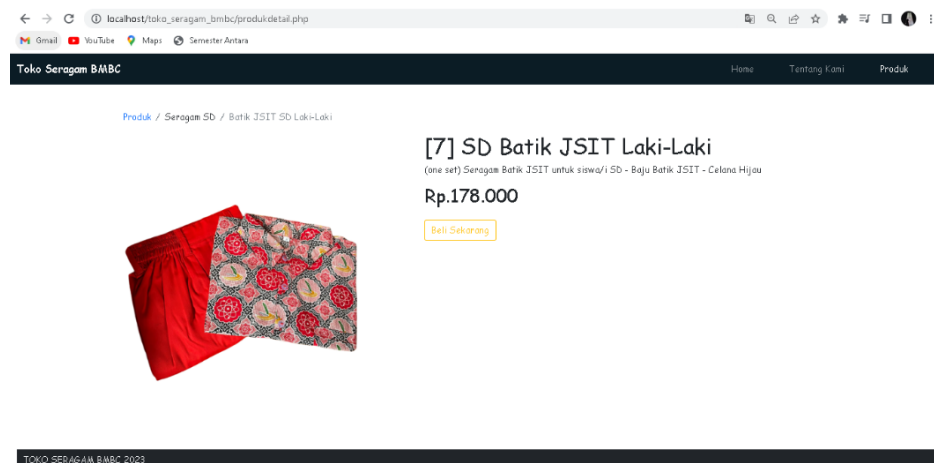 localhost/toko_seragam_bmbc/produkdetail.php
Gmail YouTube Maps Semester Antara
Toko Seragam BMBC Home Tentang Kami Produk
Produk / Seragam SD / Batik JSIT SD Laki-Laki
[7] SD Batik JSIT Laki-Laki
(one set) Seragam Batik JSIT untuk siswa/i SD - Baju Batik JSIT - Celana Hijau
Rp.178.000
Beli Sekarang
TOKO SERAGAM BMBC 2023